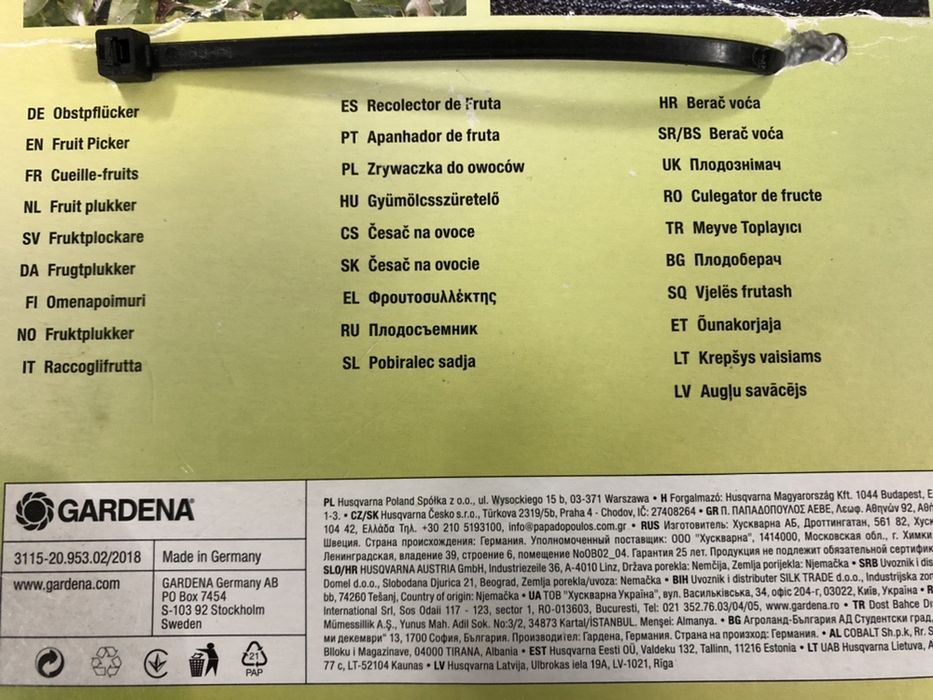 DE Obstpflücker
EN Fruit Picker
FR Cueille-fruits
NL Fruit plukker
SV Fruktplockare
DA Frugtplukker
FI Omenapoimuri
NO Fruktplukker
IT Raccoglifrutta
ES Recolector de Fruta
PT Apanhador de fruta
PL Zrywaczka do owoców
HU Gyümölcsszüretelő
CS Česač na ovoce
SK Česač na ovocie
EL Φρουτοσυλλέκτης
RU Плодосъемник
SL Pobiralec sadja
HR Berač voća
SR/BS Berač voća
UK Плодознімач
RO Culegator de fructe
TR Meyve Toplayıcı
BG Плодоберач
SQ Vjelës frutash
ET Õunakorjaja
LT Krepšys vaisiams
LV Augļu savācējs
GARDENA®
3115-20.953.02/2018
Made in Germany
www.gardena.com
GARDENA Germany AB
PO Box 7454
S-103 92 Stockholm
Sweden
21
PAP
PL Husqvarna Poland Spółka z o.o., ul. Wysockiego 15 b, 03-371 Warszawa • H Forgalmazó: Husqvarna Magyarország Kft. 1044 Budapest, E
1-3. • CZ/SK Husqvarna Česko s.r.o., Türkova 2319/5b, Praha 4 - Chodov, IČ: 27408264 • GR Π. ΠΑΠΑΔΟΠΟΥΛΟΣ ΑΕΒΕ, Λεωφ. Αθηνών 92, Αθή
104 42, Ελλάδα Τηλ. +30 210 5193100, info@papadopoulos.com.gr • RUS Изготовитель: Хускварна АБ, Дроттингатан, 561 82, Хуск
Швеция. Страна происхождения: Германия. Уполномоченный поставщик: ООО "Хускварна", 1414000, Московская обл., г. Химки
Ленинградская, владение 39, строение 6, помещение №OB02_04. Гарантия 25 лет. Продукция не подлежит обязательной сертифик
SLO/HR HUSQVARNA AUSTRIA GmbH, Industriezeile 36, A-4010 Linz, Država porekla: Nemčija, Zemlja porijekla: Njemačka • SRB Uvoznik i dis
Domel d.o.o., Slobodana Djurica 21, Beograd, Zemlja porekla/uvoza: Nemačka • BIH Uvoznik i distributer SILK TRADE d.o.o., Industrijska zona
bb, 74260 Tešanj, Country of origin: Njemačka • UA ТОВ "Хускварна Україна", вул. Васильківська, 34, офіс 204-г, 03022, Київ, Україна • R
International Srl, Sos Odaii 117 - 123, sector 1, RO-013603, Bucuresti, Tel: 021 352.76.03/04/05, www.gardena.ro • TR Dost Bahce Dı
Mümessillik A.Ş., Yunus Mah. Adil Sok. No:3/2, 34873 Kartal/İSTANBUL. Menşei: Almanya. • BG Агроланд-България АД Студентски град,
ми декември" 13, 1700 София, България. Производител: Гардена, Германия. Страна на произход: Германия. • AL COBALT Sh.p.k, Rr. S
Blloku i Magazinave, 04000 TIRANA, Albania • EST Husqvarna Eesti OÜ, Valdeku 132, Tallinn, 11216 Estonia • LT UAB Husqvarna Lietuva, A
77 c, LT-52104 Kaunas • LV Husqvarna Latvija, Ulbrokas iela 19A, LV-1021, Rīga